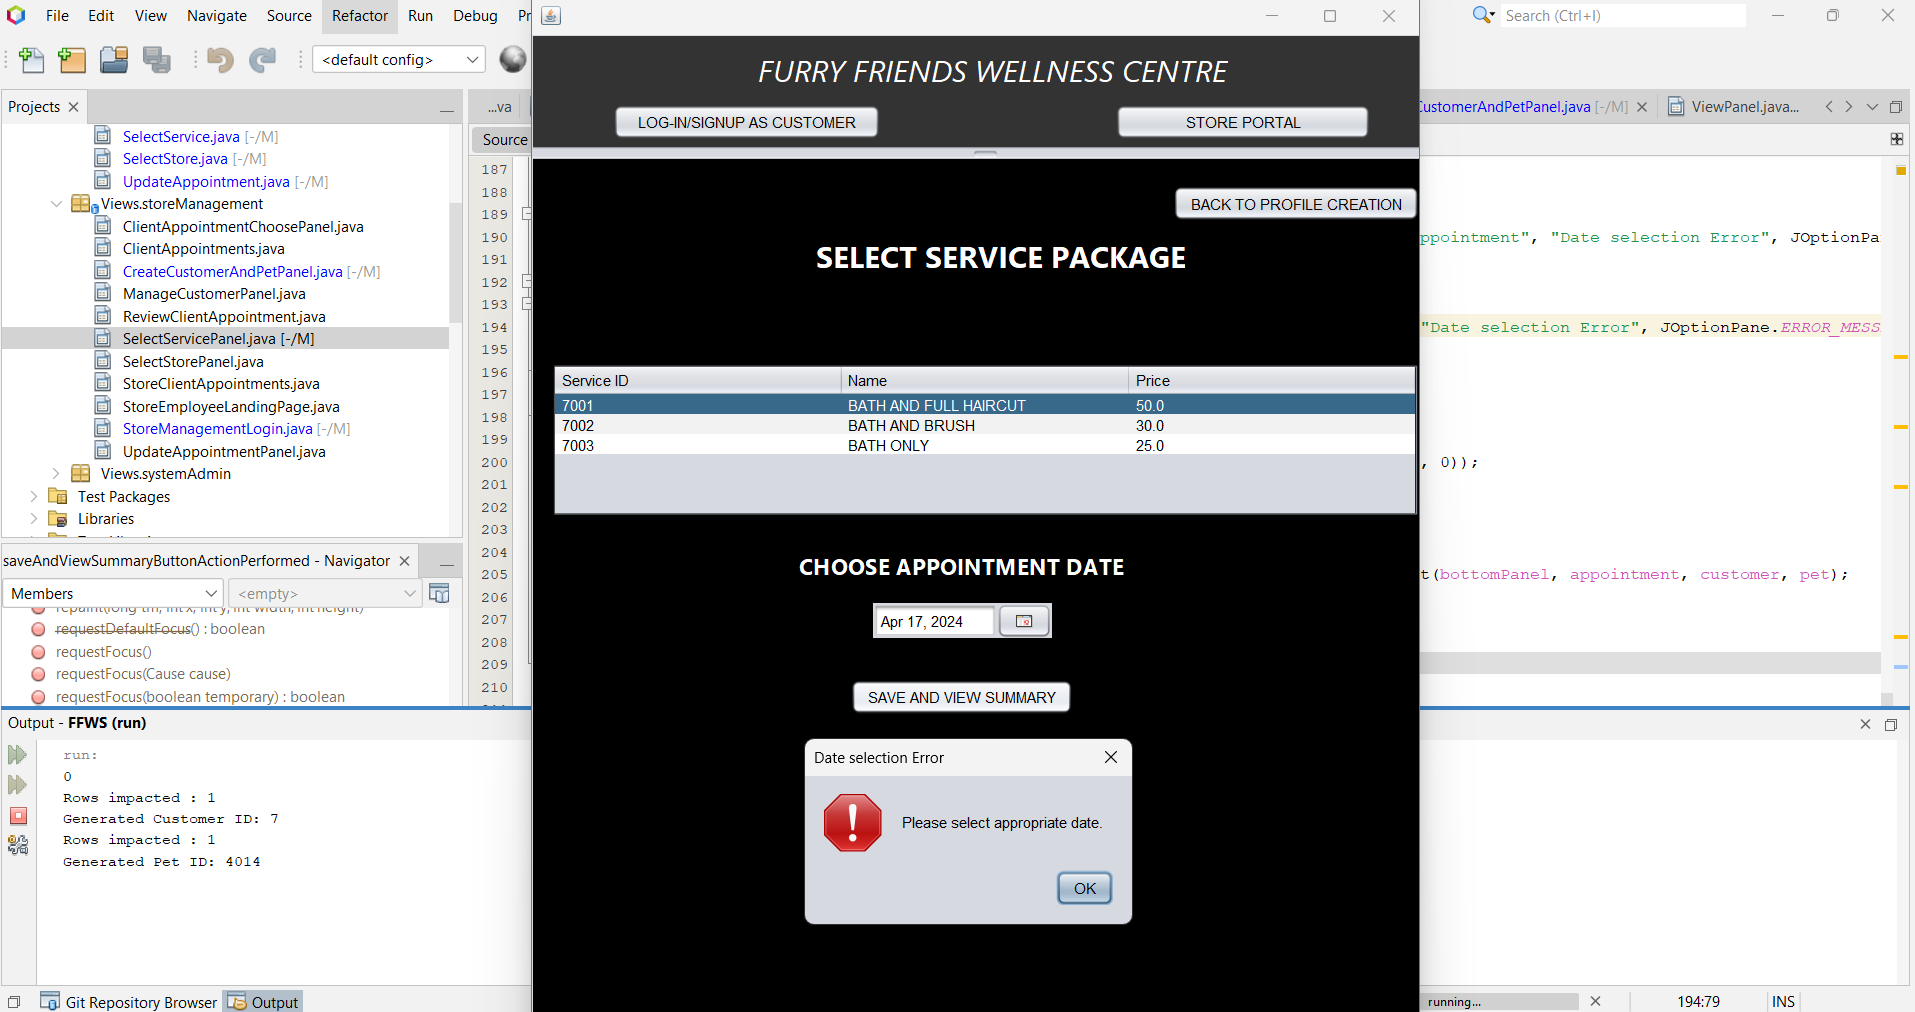 File Edit View Navigate Source Refactor Run Debug
Search (Ctrl+I)
<default config>
Projects
SelectService.java [-/M]
SelectStore.java [-/M]
UpdateAppointment.java [-/M]
Views.storeManagement
ClientAppointmentChoosePanel.java
ClientAppointments.java
CreateCustomerAndPetPanel.java [-/M]
ManageCustomerPanel.java
ReviewClientAppointment.java
SelectServicePanel.java [-/M]
SelectStorePanel.java
StoreClientAppointments.java
StoreEmployeeLandingPage.java
StoreManagementLogin.java [-/M]
UpdateAppointmentPanel.java
Views.systemAdmin
Test Packages
Libraries
saveAndViewSummaryButtonActionPerformed - Navigator
Members
<empty>
repaint(long tm, int x, int y, int width, int height)
requestDefaultFocus() : boolean
requestFocus()
requestFocus(Cause cause)
requestFocus(boolean temporary) : boolean
...va
Source
187
188
189
190
191
192
193
194
195
196
197
198
199
200
201
202
203
204
205
206
207
208
209
210
FURRY FRIENDS WELLNESS CENTRE
LOG-IN/SIGNUP AS CUSTOMER
STORE PORTAL
BACK TO PROFILE CREATION
SELECT SERVICE PACKAGE
Service ID Name Price
7001 BATH AND FULL HAIRCUT 50.0
7002 BATH AND BRUSH 30.0
7003 BATH ONLY 25.0
CHOOSE APPOINTMENT DATE
Apr 17, 2024
SAVE AND VIEW SUMMARY
Date selection Error
Please select appropriate date.
OK
CustomerAndPetPanel.java [-/M]
ViewPanel.java...
ppointment", "Date selection Error", JOptionPa
"Date selection Error", JOptionPane.ERROR_MESS
, 0));
t(bottomPanel, appointment, customer, pet);
Output - FFWS (run)
run:
0
Rows impacted : 1
Generated Customer ID: 7
Rows impacted : 1
Generated Pet ID: 4014
Git Repository Browser
Output
running...
194:79
INS